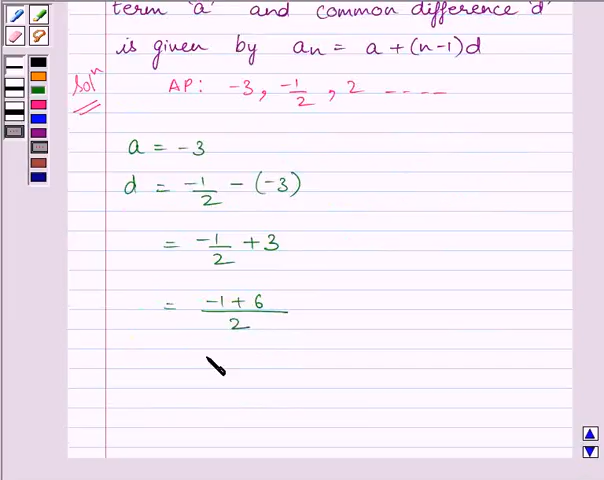 term 'a' and common difference 'd'
is given by an = a + (n-1)d
Solⁿ AP: -3, -1/2, 2 -----
a = -3
d = -1/2 - (-3)
= -1/2 + 3
= -1+6/2